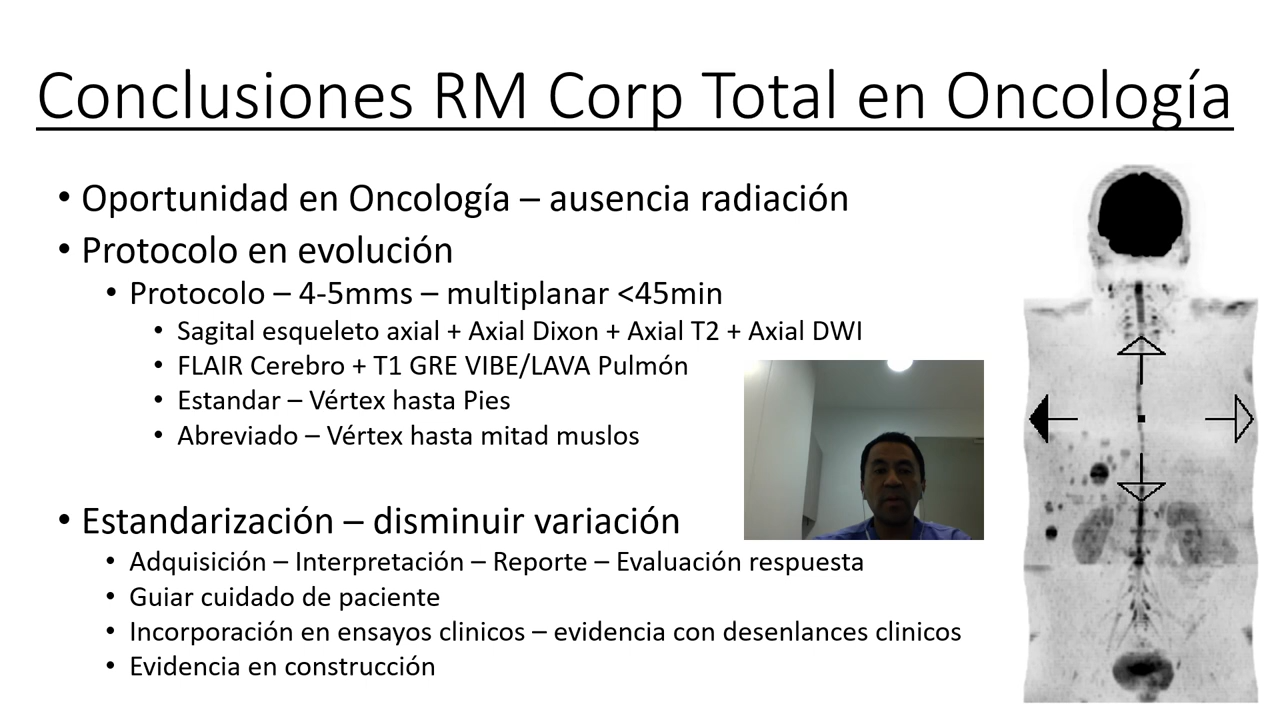 Conclusiones RM Corp Total en Oncología
• Oportunidad en Oncología – ausencia radiación
• Protocolo en evolución
• Protocolo – 4-5mms – multiplanar <45min
• Sagital esqueleto axial + Axial Dixon + Axial T2 + Axial DWI
• FLAIR Cerebro + T1 GRE VIBE/LAVA Pulmón
• Estandar – Vértex hasta Pies
• Abreviado – Vértex hasta mitad muslos
• Estandarización – disminuir variación
• Adquisición – Interpretación – Reporte – Evaluación respuesta
• Guiar cuidado de paciente
• Incorporación en ensayos clinicos – evidencia con desenlances clinicos
• Evidencia en construcción